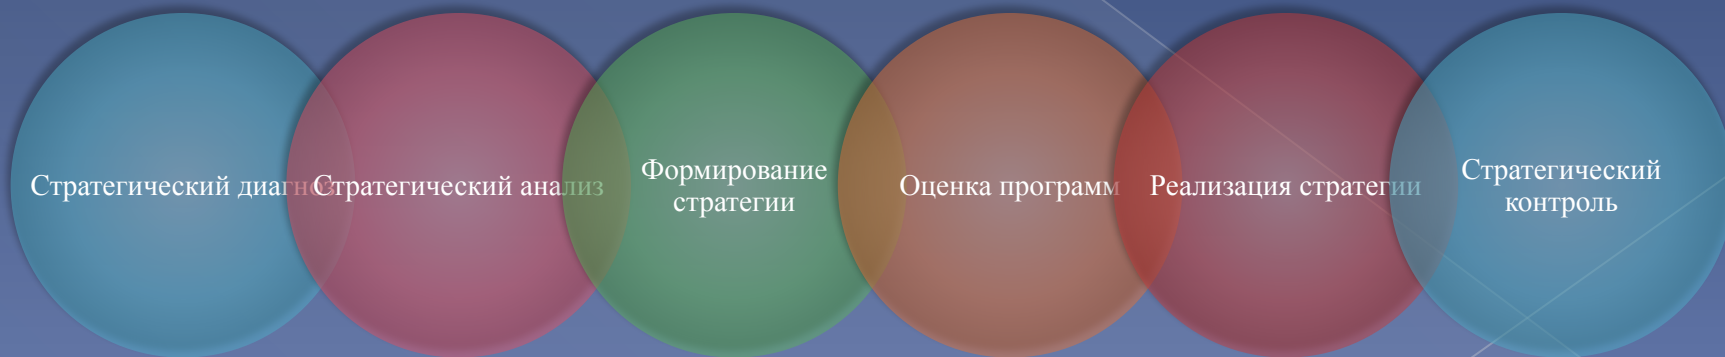 Стратегический диагноз
Стратегический анализ
Формирование
стратегии
Оценка программ
Реализация стратегии
Стратегический
контроль